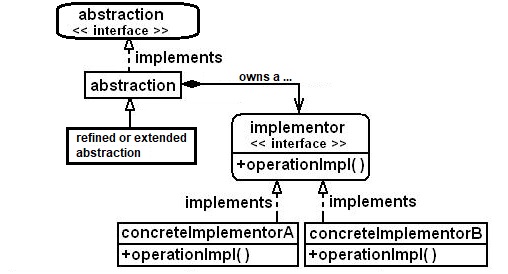 abstraction
<< interface >>
implements
abstraction
owns a ...
refined or extended
abstraction
implementor
<< interface >>
+operationImpl( )
implements
implements
concreteImplementorA
+operationImpl( )
concreteImplementorB
+operationImpl( )